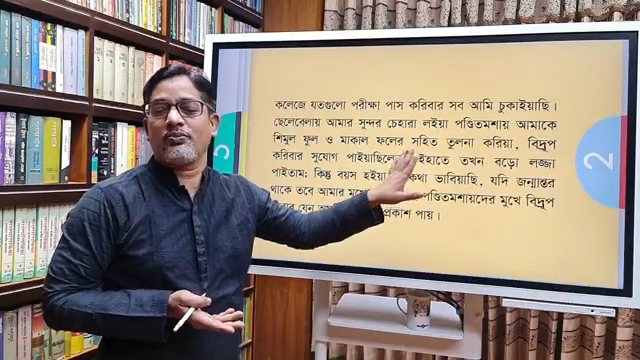 কলেজে যতগুলো পরীক্ষা পাস করিবার সব আমি চুকাইয়াছি।
ছেলেবেলায় আমার সুন্দর চেহারা লইয়া পণ্ডিতমশায় আমাকে
শিমুল ফুল ও মাকাল ফলের সহিত তুলনা করিয়া, বিদ্রূপ
করিবার সুযোগ পাইয়াছিলেন ইহাতে তখন বড়ো লজ্জা
পাইতাম; কিন্তু বয়স কথা ভাবিয়াছি, যদি জন্মান্তর
থাকে তবে আমার মুখে পণ্ডিতমশায়দের মুখে বিদ্রূপ
যেন প্রকাশ পায়।
2